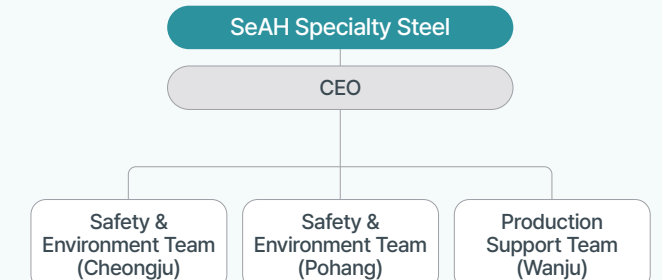 SeAH Specialty Steel
CEO
Safety &
Environment Team
(Cheongju)
Safety &
Environment Team
(Pohang)
Production
Support Team
(Wanju)